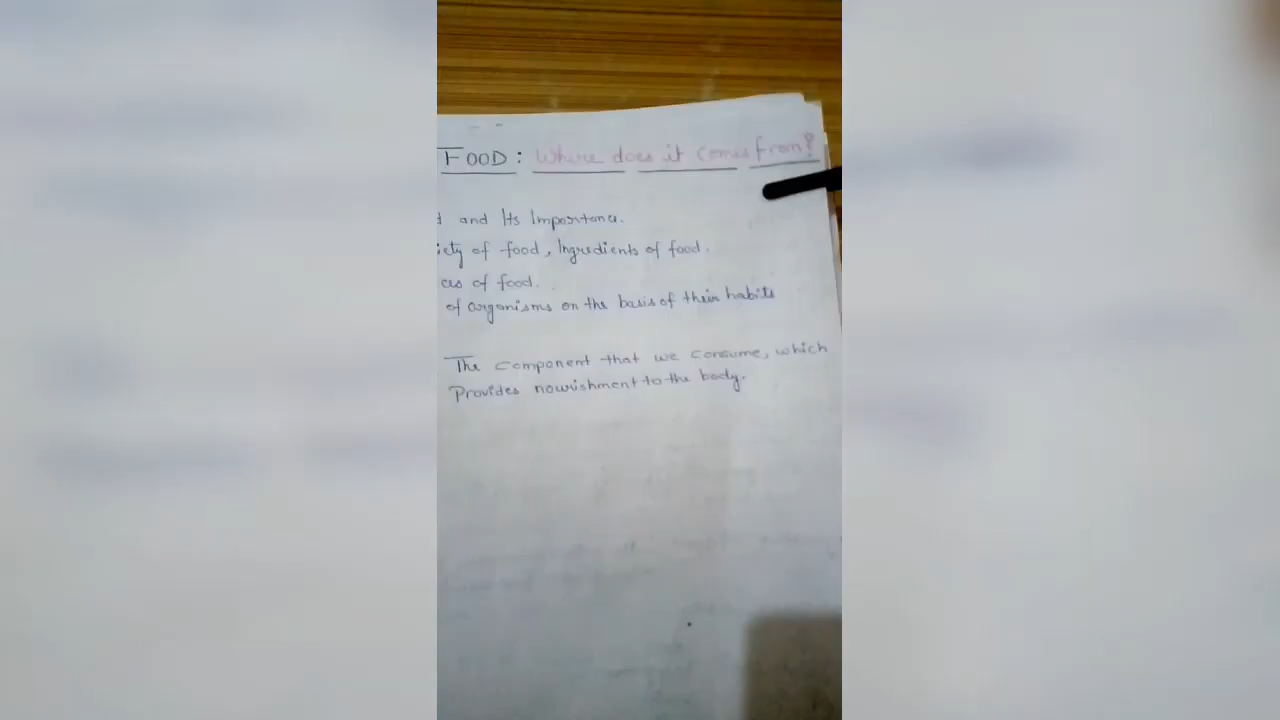 FOOD: Where does it comes from?
and Its Importance.
of food, Ingredients of food.
of food.
of organisms on the basis of their habits
The component that we consume, which
Provides nourishment to the body.